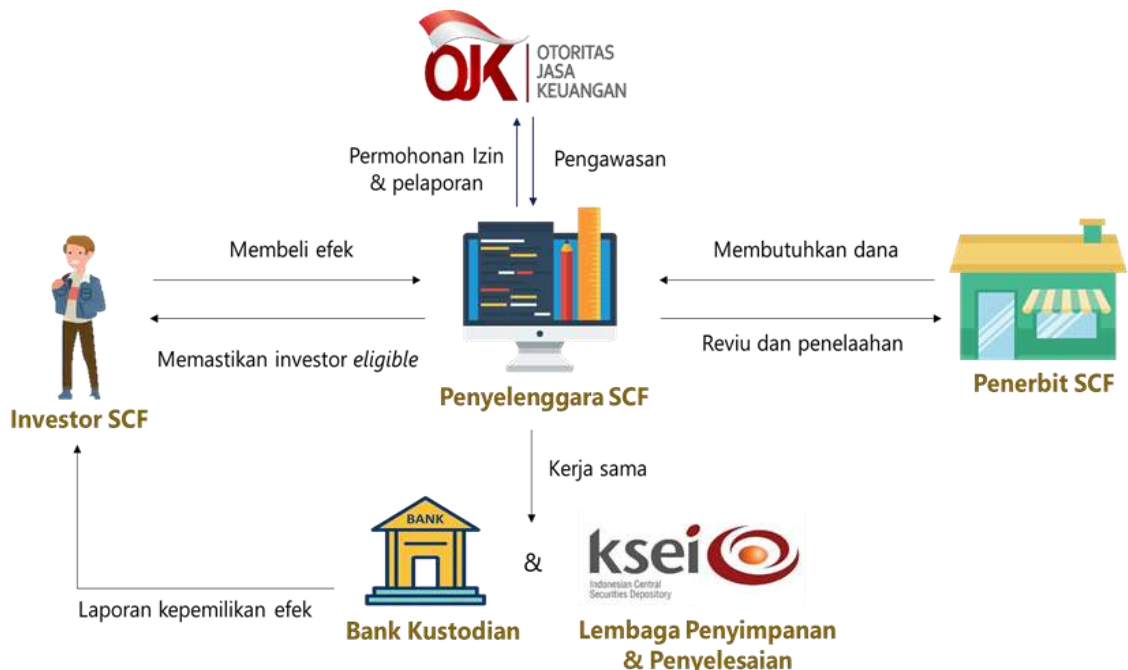 OJK
OTORITAS
JASA
KEUANGAN
Permohonan Izin
& pelaporan
Pengawasan
Membeli efek
Membutuhkan dana
Memastikan investor eligible
Reviu dan penelaahan
Investor SCF
Penyelenggara SCF
Penerbit SCF
Kerja sama
BANK
&
ksei
Indonesian Central
Securities Depository
Laporan kepemilikan efek
Bank Kustodian
Lembaga Penyimpanan
& Penyelesaian